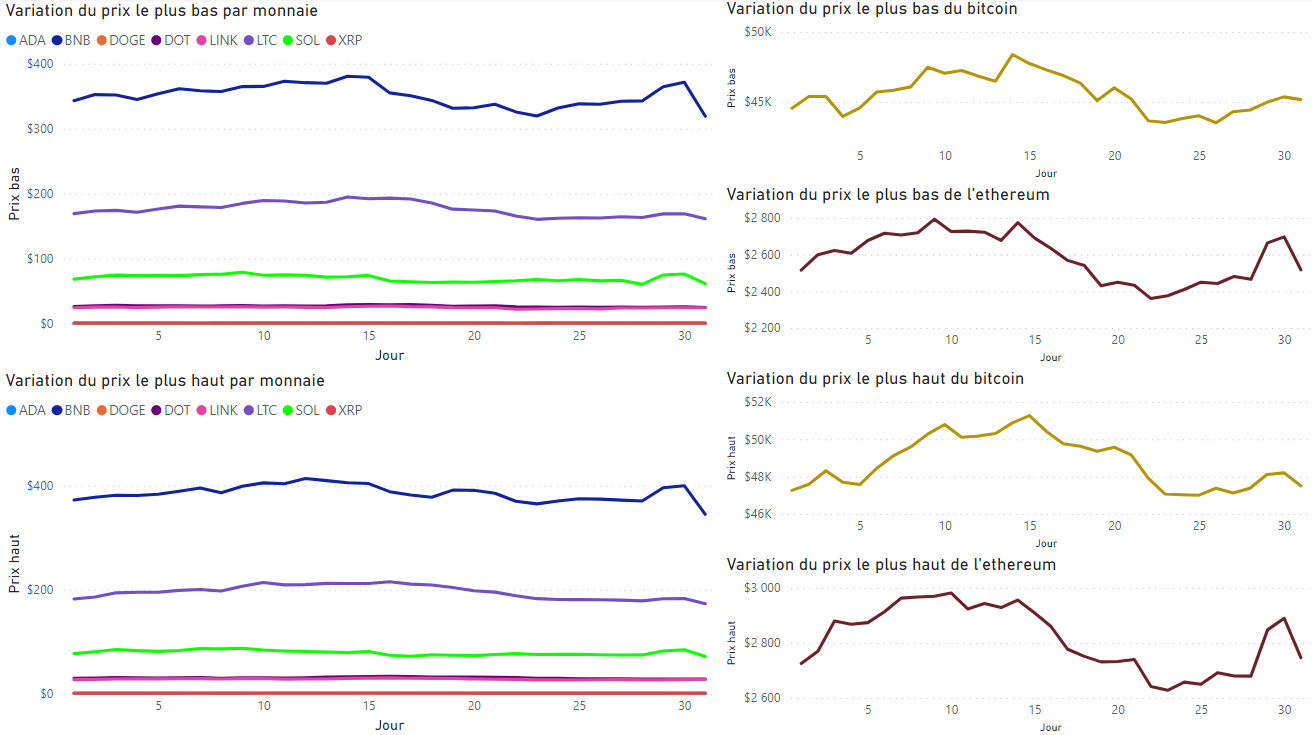 Variation du prix le plus bas par monnaie
ADA BNB DOGE DOT LINK LTC SOL XRP
$400
$300
$200
$100
$0
Prix bas
5 10 15 20 25 30
Jour
Variation du prix le plus haut par monnaie
ADA BNB DOGE DOT LINK LTC SOL XRP
$400
$200
$0
Prix haut
5 10 15 20 25 30
Jour
Variation du prix le plus bas du bitcoin
$50K
$45K
Prix bas
5 10 15 20 25 30
Jour
Variation du prix le plus bas de l'ethereum
$2 800
$2 600
$2 400
$2 200
Prix bas
5 10 15 20 25 30
Jour
Variation du prix le plus haut du bitcoin
$52K
$50K
$48K
$46K
Prix haut
5 10 15 20 25 30
Jour
Variation du prix le plus haut de l'ethereum
$3 000
$2 800
$2 600
Prix haut
5 10 15 20 25 30
Jour